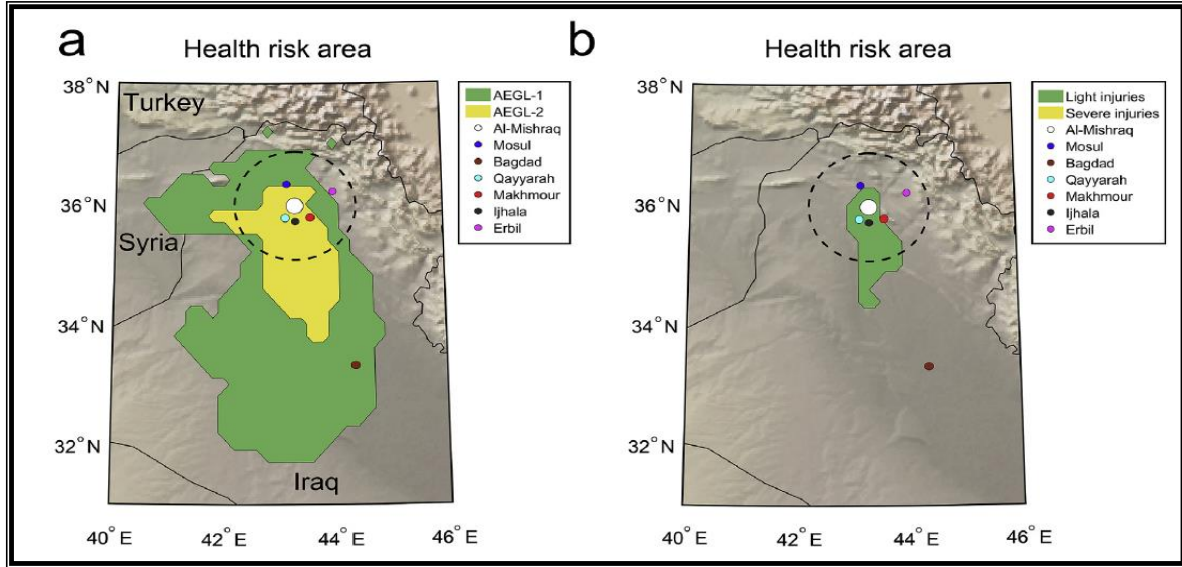 a
Health risk area
38°N
36°N
34°N
32°N
40°E
42°E
44°E
46°E
Turkey
Syria
Iraq
AEGL-1
AEGL-2
Al-Mishraq
Mosul
Bagdad
Qayyarah
Makhmour
Ijhala
Erbil
b
Health risk area
38°N
36°N
34°N
32°N
40°E
42°E
44°E
46°E
Light injuries
Severe injuries
Al-Mishraq
Mosul
Bagdad
Qayyarah
Makhmour
Ijhala
Erbil